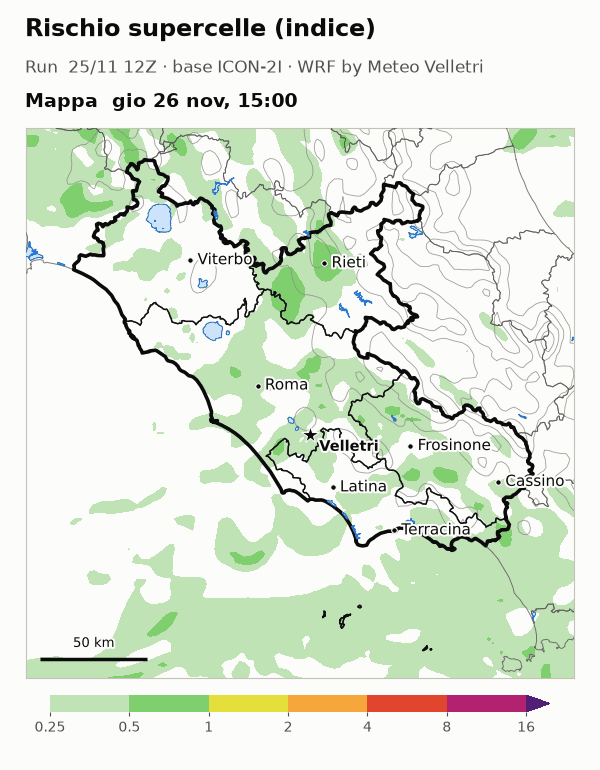 Rischio supercelle (indice)
Run  25/11 12Z · base ICON-2I · WRF by Meteo Velletri
Mappa  gio 26 nov, 15:00
Viterbo
Rieti
Roma
Velletri
Frosinone
Cassino
Latina
Terracina
50 km
0.25 0.5 1 2 4 8 16